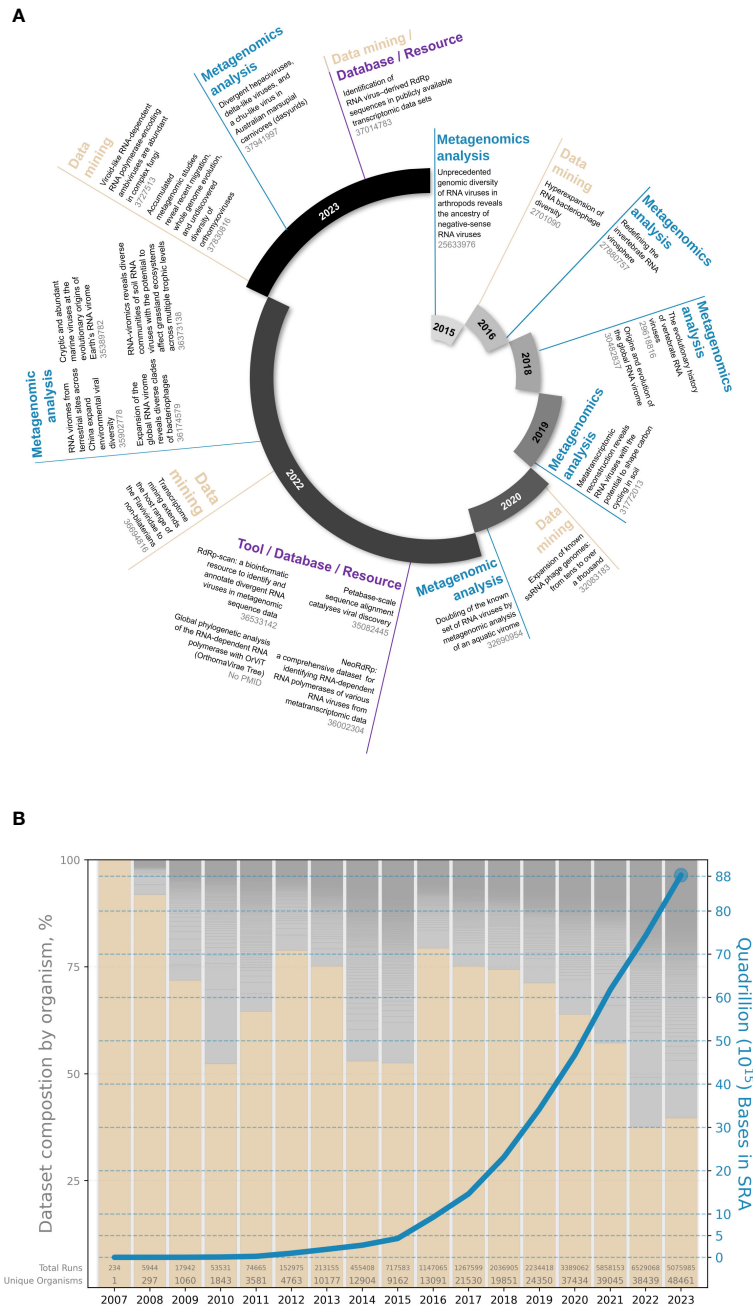 A
Metagenomics
analysis
Unprecedented
genomic diversity
of RNA viruses in
arthropods reveals
the ancestry of
negative-sense
RNA viruses
25633976
2015
Data
mining
Hyperexpansion of
RNA bacteriophage
diversity
2701090
2016
Metagenomics
analysis
Redefining the
invertebrate RNA
virosphere
27880757
Metagenomics
analysis
The evolutionary history
of vertebrate RNA
viruses
29618816
Origins and evolution of
the global RNA virome
30482837
2018
Metagenomics
analysis
Metatranscriptomic
reconstruction reveals
RNA viruses with the
potential to shape carbon
cycling in soil
31772013
2019
Data
mining
Expansion of known
ssRNA phage genomes:
from tens to over
a thousand
32083183
2020
Metagenomic
analysis
Doubling of the known
set of RNA viruses by
metagenomic analysis
of an aquatic virome
32690954
Tool / Database / Resource
RdRp-scan: a bioinformatic
resource to identify and
annotate divergent RNA
viruses in metagenomic
sequence data
36533142
Petabase-scale
sequence alignment
catalyses viral discovery
35082445
Global phylogenetic analysis
of the RNA-dependent RNA
polymerase with OrViT
(OrthornaVirae Tree)
No PMID
NeoRdRp:
a comprehensive dataset for
identifying RNA-dependent
RNA polymerases of various
RNA viruses from
metatranscriptomic data
36002304
2022
Data
mining
Transcriptome
mining extends
the host range of
the Flaviviridae to
non-bilaterians
36694816
Metagenomic
analysis
RNA viromes from
terrestrial sites across
China expand
environmental viral
diversity
35902778
Expansion of the
global RNA virome
reveals diverse clades
of bacteriophages
36174579
Cryptic and abundant
marine viruses at the
evolutionary origins of
Earth's RNA virome
35389782
RNA-viromics reveals diverse
communities of soil RNA
viruses with the potential to
affect grassland ecosystems
across multiple trophic levels
36373138
Data
mining
Viroid-like RNA-dependent
RNA polymerase-encoding
ambiviruses are abundant
in complex fungi
3727513
Accumulated
metagenomic studies
reveal recent migration,
whole genome evolution,
and undiscovered
diversity of
orthomyxoviruses
37830816
2023
Metagenomics
analysis
Divergent hepaciviruses,
delta-like viruses, and
a chu-like virus in
Australian marsupial
carnivores (dasyurids)
37941997
Data mining /
Database / Resource
Identification of
RNA virus–derived RdRp
sequences in publicly available
transcriptomic data sets
37014783
B
Dataset compostion by organism, %
100
75
50
25
Quadrillion (10¹⁵) Bases in SRA
88
80
70
60
50
40
30
20
10
5
0
Total Runs 234 5944 17942 53531 74665 152975 213155 455408 717583 1147065 1267599 2036905 2234418 3389062 5858153 6529068 5075985
Unique Organisms 1 297 1060 1843 3581 4763 10177 12904 9162 13091 21530 19851 24350 37434 39045 38439 48461
2007 2008 2009 2010 2011 2012 2013 2014 2015 2016 2017 2018 2019 2020 2021 2022 2023